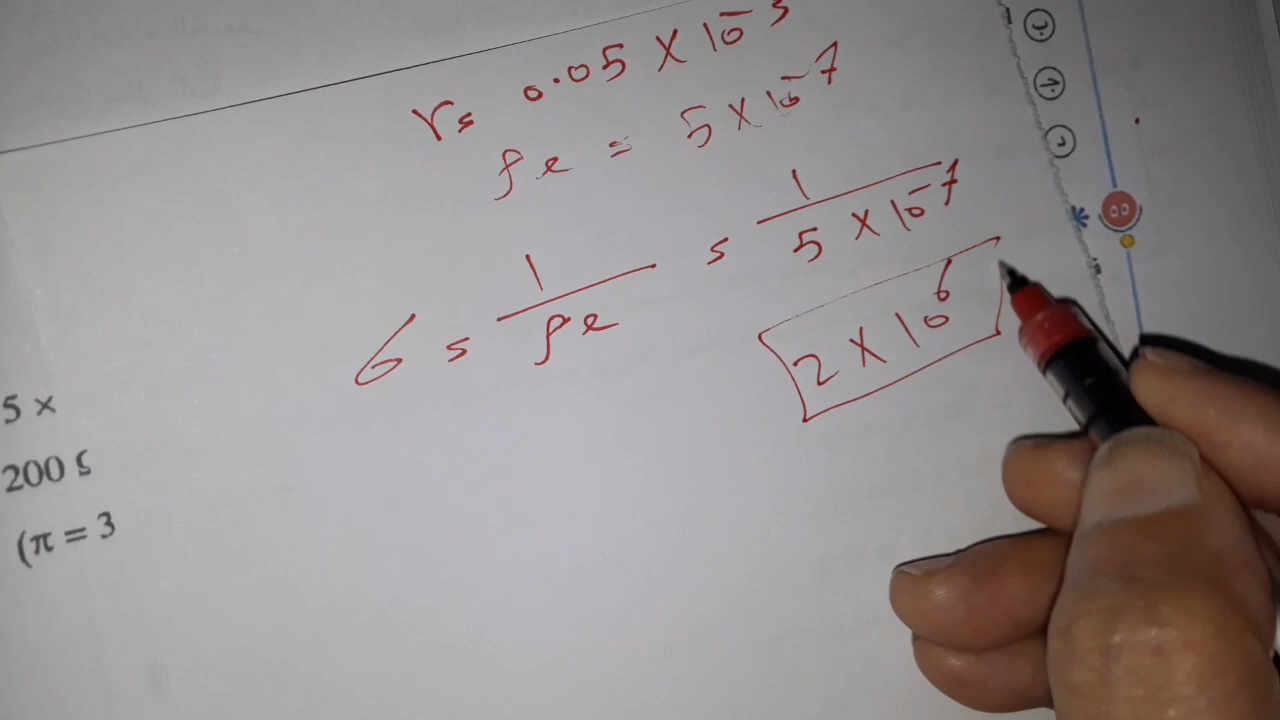 r = 0.05 × 10⁻³
ρe = 5 × 10⁻⁷
σ = 1/ρe = 1/(5 × 10⁻⁷)
2 × 10⁶
5 ×
200 s
(π = 3